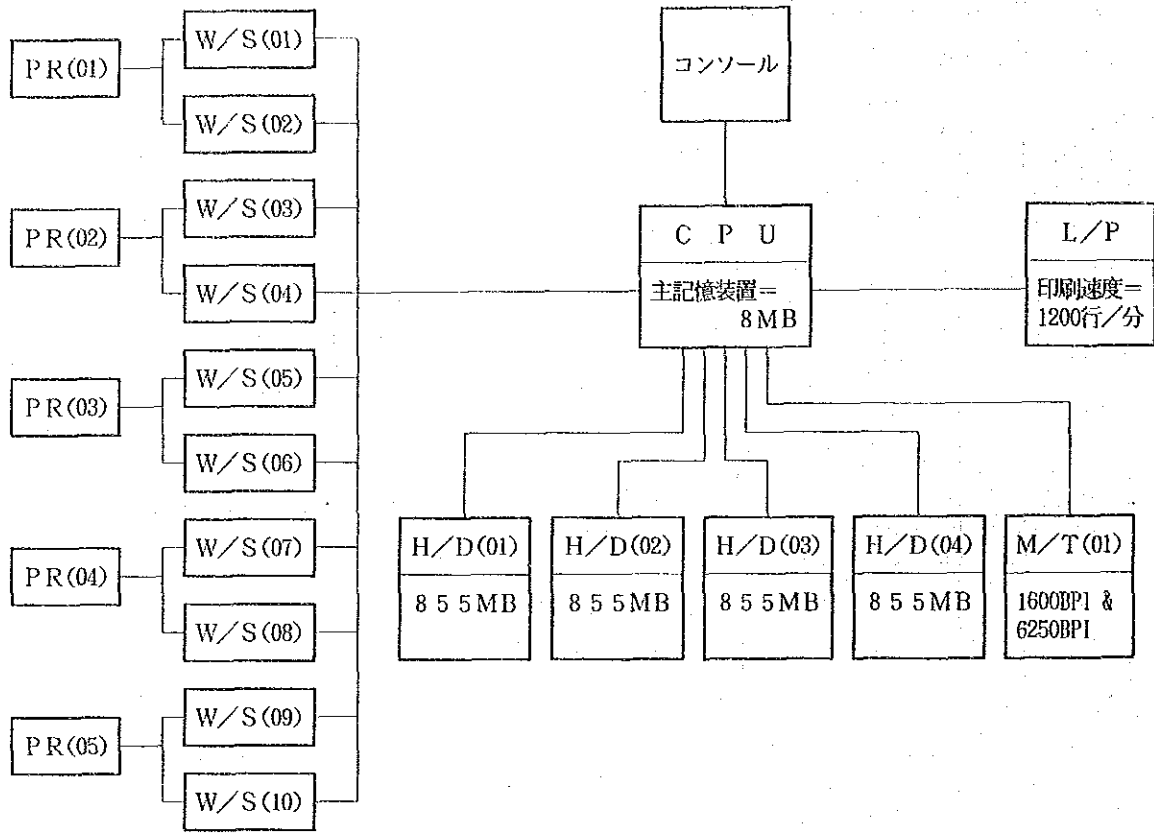 PR(01)
W/S(01)
W/S(02)
PR(02)
W/S(03)
W/S(04)
PR(03)
W/S(05)
W/S(06)
PR(04)
W/S(07)
W/S(08)
PR(05)
W/S(09)
W/S(10)
コンソール
CPU
主記憶装置=
8MB
L/P
印刷速度=
1200行/分
H/D(01)
855MB
H/D(02)
855MB
H/D(03)
855MB
H/D(04)
855MB
M/T(01)
1600BPI &
6250BPI